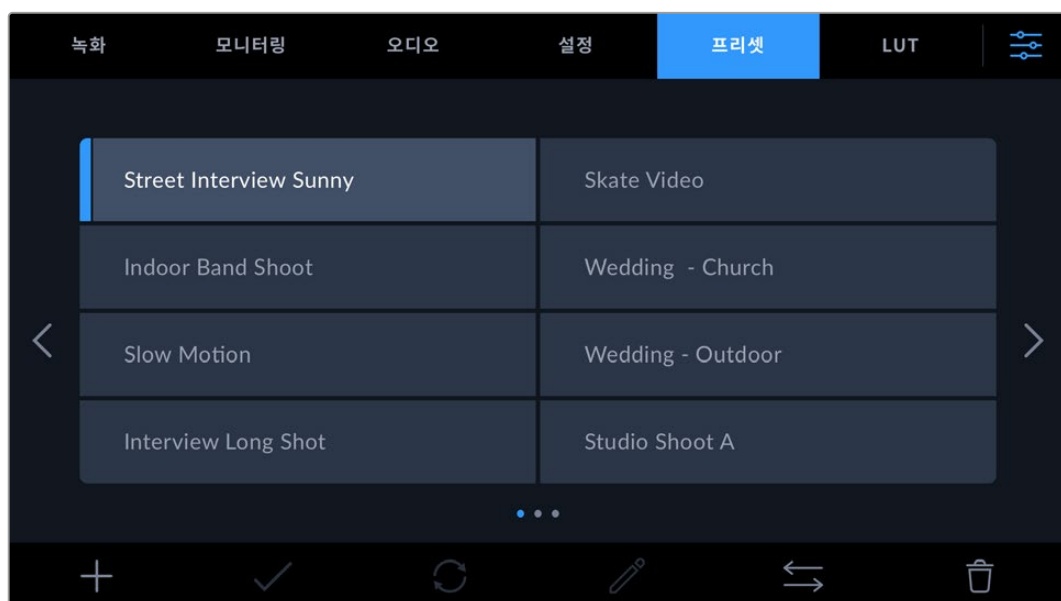 녹화 모니터링 오디오 설정 프리셋 LUT
Street Interview Sunny Skate Video
Indoor Band Shoot Wedding - Church
Slow Motion Wedding - Outdoor
Interview Long Shot Studio Shoot A